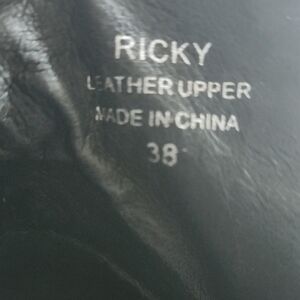 RICKY
LEATHER UPPER
MADE IN CHINA
38